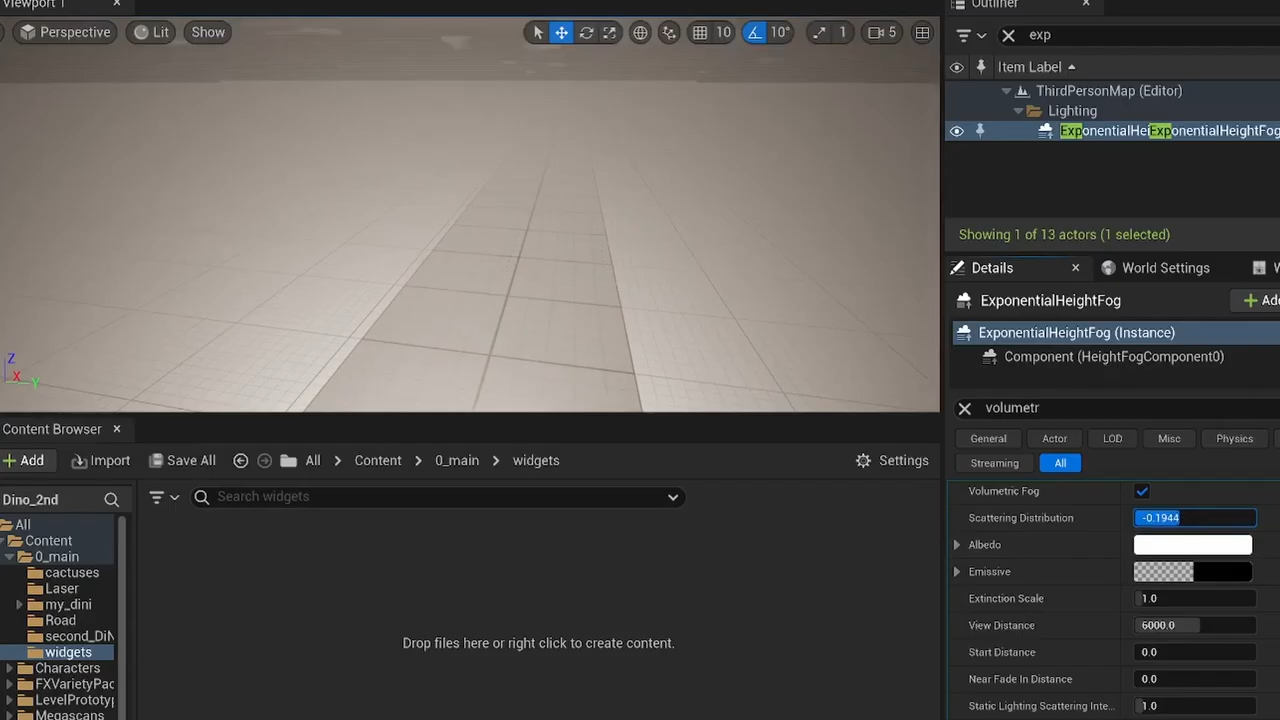 Viewport 1
Perspective
Lit
Show
10
10°
1
5
Outliner
exp
Item Label
ThirdPersonMap (Editor)
Lighting
ExponentialHei
ExponentialHeightFog
Showing 1 of 13 actors (1 selected)
Details
World Settings
W
ExponentialHeightFog
Add
ExponentialHeightFog (Instance)
Component (HeightFogComponent0)
volumetr
General
Actor
LOD
Misc
Physics
Streaming
All
Volumetric Fog
Scattering Distribution
-0.1944
Albedo
Emissive
Extinction Scale
1.0
View Distance
6000.0
Start Distance
0.0
Near Fade In Distance
0.0
Static Lighting Scattering Inte...
1.0
Z
X
Y
Content Browser
Add
Import
Save All
All
Content
0_main
widgets
Settings
Dino_2nd
Search widgets
All
Content
0_main
cactuses
Laser
my_dini
Road
second_DiN
widgets
Characters
FXVarietyPac
LevelPrototyp
Megascans
Drop files here or right click to create content.